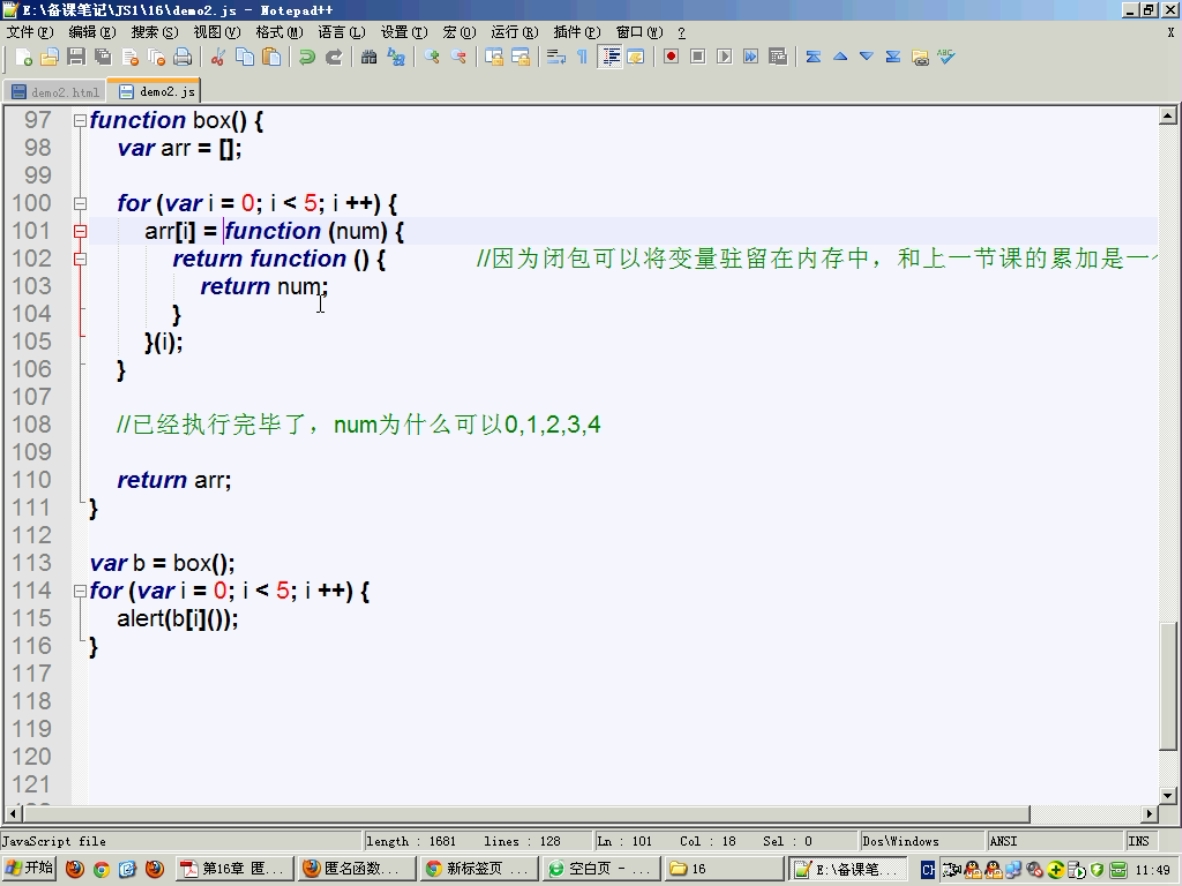 E:\备课笔记\JS1\16\demo2.js - Notepad++
文件(F) 编辑(E) 搜索(S) 视图(V) 格式(M) 语言(L) 设置(T) 宏(O) 运行(R) 插件(P) 窗口(W) ? X
demo2.html demo2.js
97 function box() {
98 var arr = [];
99
100 for (var i = 0; i < 5; i ++) {
101 arr[i] = function (num) {
102 return function () { //因为闭包可以将变量驻留在内存中，和上一节课的累加是一
103 return num;
104 }
105 }(i);
106 }
107
108 //已经执行完毕了，num为什么可以0,1,2,3,4
109
110 return arr;
111 }
112
113 var b = box();
114 for (var i = 0; i < 5; i ++) {
115 alert(b[i]());
116 }
117
118
119
120
121
JavaScript file length : 1681 lines : 128 Ln : 101 Col : 18 Sel : 0 Dos\Windows ANSI INS
开始 第16章 匿... 匿名函数... 新标签页 ... 空白页 - ... 16 E:\备课笔... CH 11:49